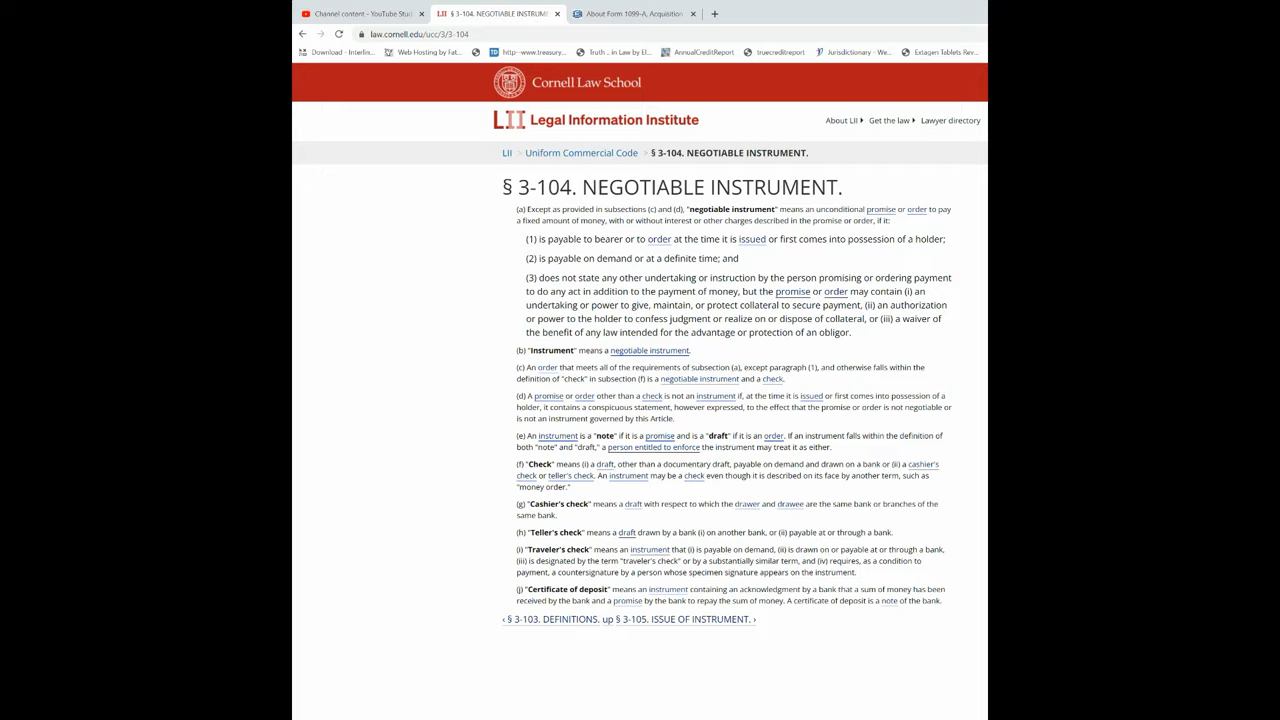 Channel content - YouTube Stud
LII § 3-104. NEGOTIABLE INSTRUM
About Form 1099-A, Acquisition
law.cornell.edu/ucc/3/3-104
Download - Interlin... Web Hosting by Fat... TD http--www.treasury... Truth .. in Law by El... AnnualCreditReport truecreditreport Jurisdictionary - We... Extagen Tablets Rev...
Cornell Law School
LII Legal Information Institute
About LII Get the law Lawyer directory
LII > Uniform Commercial Code > § 3-104. NEGOTIABLE INSTRUMENT.
§ 3-104. NEGOTIABLE INSTRUMENT.
(a) Except as provided in subsections (c) and (d), "negotiable instrument" means an unconditional promise or order to pay
a fixed amount of money, with or without interest or other charges described in the promise or order, if it:
(1) is payable to bearer or to order at the time it is issued or first comes into possession of a holder;
(2) is payable on demand or at a definite time; and
(3) does not state any other undertaking or instruction by the person promising or ordering payment
to do any act in addition to the payment of money, but the promise or order may contain (i) an
undertaking or power to give, maintain, or protect collateral to secure payment, (ii) an authorization
or power to the holder to confess judgment or realize on or dispose of collateral, or (iii) a waiver of
the benefit of any law intended for the advantage or protection of an obligor.
(b) "Instrument" means a negotiable instrument.
(c) An order that meets all of the requirements of subsection (a), except paragraph (1), and otherwise falls within the
definition of "check" in subsection (f) is a negotiable instrument and a check.
(d) A promise or order other than a check is not an instrument if, at the time it is issued or first comes into possession of a
holder, it contains a conspicuous statement, however expressed, to the effect that the promise or order is not negotiable or
is not an instrument governed by this Article.
(e) An instrument is a "note" if it is a promise and is a "draft" if it is an order. If an instrument falls within the definition of
both "note" and "draft," a person entitled to enforce the instrument may treat it as either.
(f) "Check" means (i) a draft, other than a documentary draft, payable on demand and drawn on a bank or (ii) a cashier's
check or teller's check. An instrument may be a check even though it is described on its face by another term, such as
"money order."
(g) "Cashier's check" means a draft with respect to which the drawer and drawee are the same bank or branches of the
same bank.
(h) "Teller's check" means a draft drawn by a bank (i) on another bank, or (ii) payable at or through a bank.
(i) "Traveler's check" means an instrument that (i) is payable on demand, (ii) is drawn on or payable at or through a bank,
(iii) is designated by the term "traveler's check" or by a substantially similar term, and (iv) requires, as a condition to
payment, a countersignature by a person whose specimen signature appears on the instrument.
(j) "Certificate of deposit" means an instrument containing an acknowledgment by a bank that a sum of money has been
received by the bank and a promise by the bank to repay the sum of money. A certificate of deposit is a note of the bank.
‹ § 3-103. DEFINITIONS. up § 3-105. ISSUE OF INSTRUMENT. ›